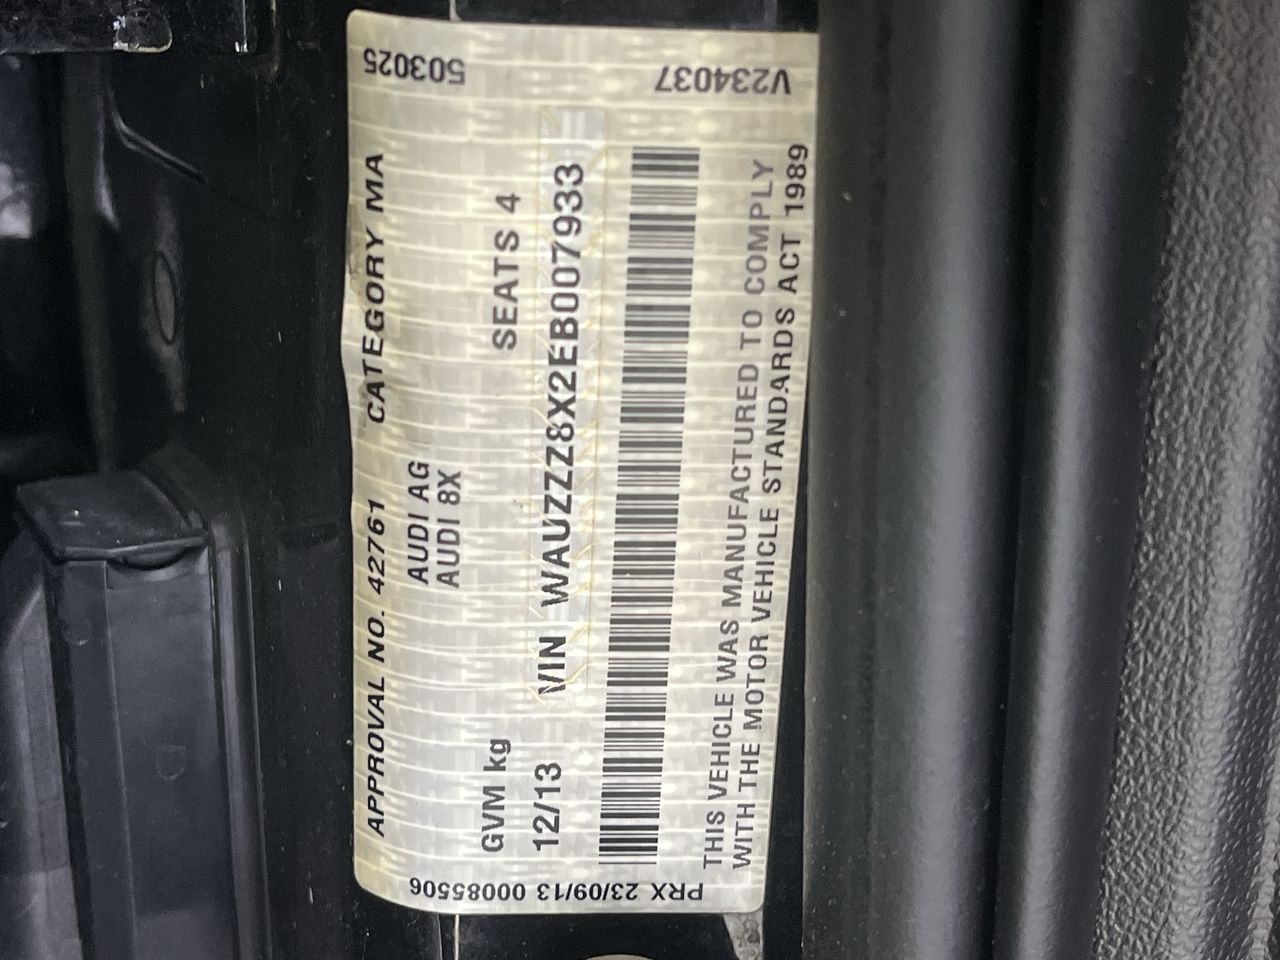 APPROVAL NO. 42761 CATEGORY MA
AUDI AG
AUDI 8X
GVM kg SEATS 4
12/13 VIN WAUZZZ8X2EB007933
THIS VEHICLE WAS MANUFACTURED TO COMPLY
WITH THE MOTOR VEHICLE STANDARDS ACT 1989
503025
V234037
PRX 23/09/13 00085506